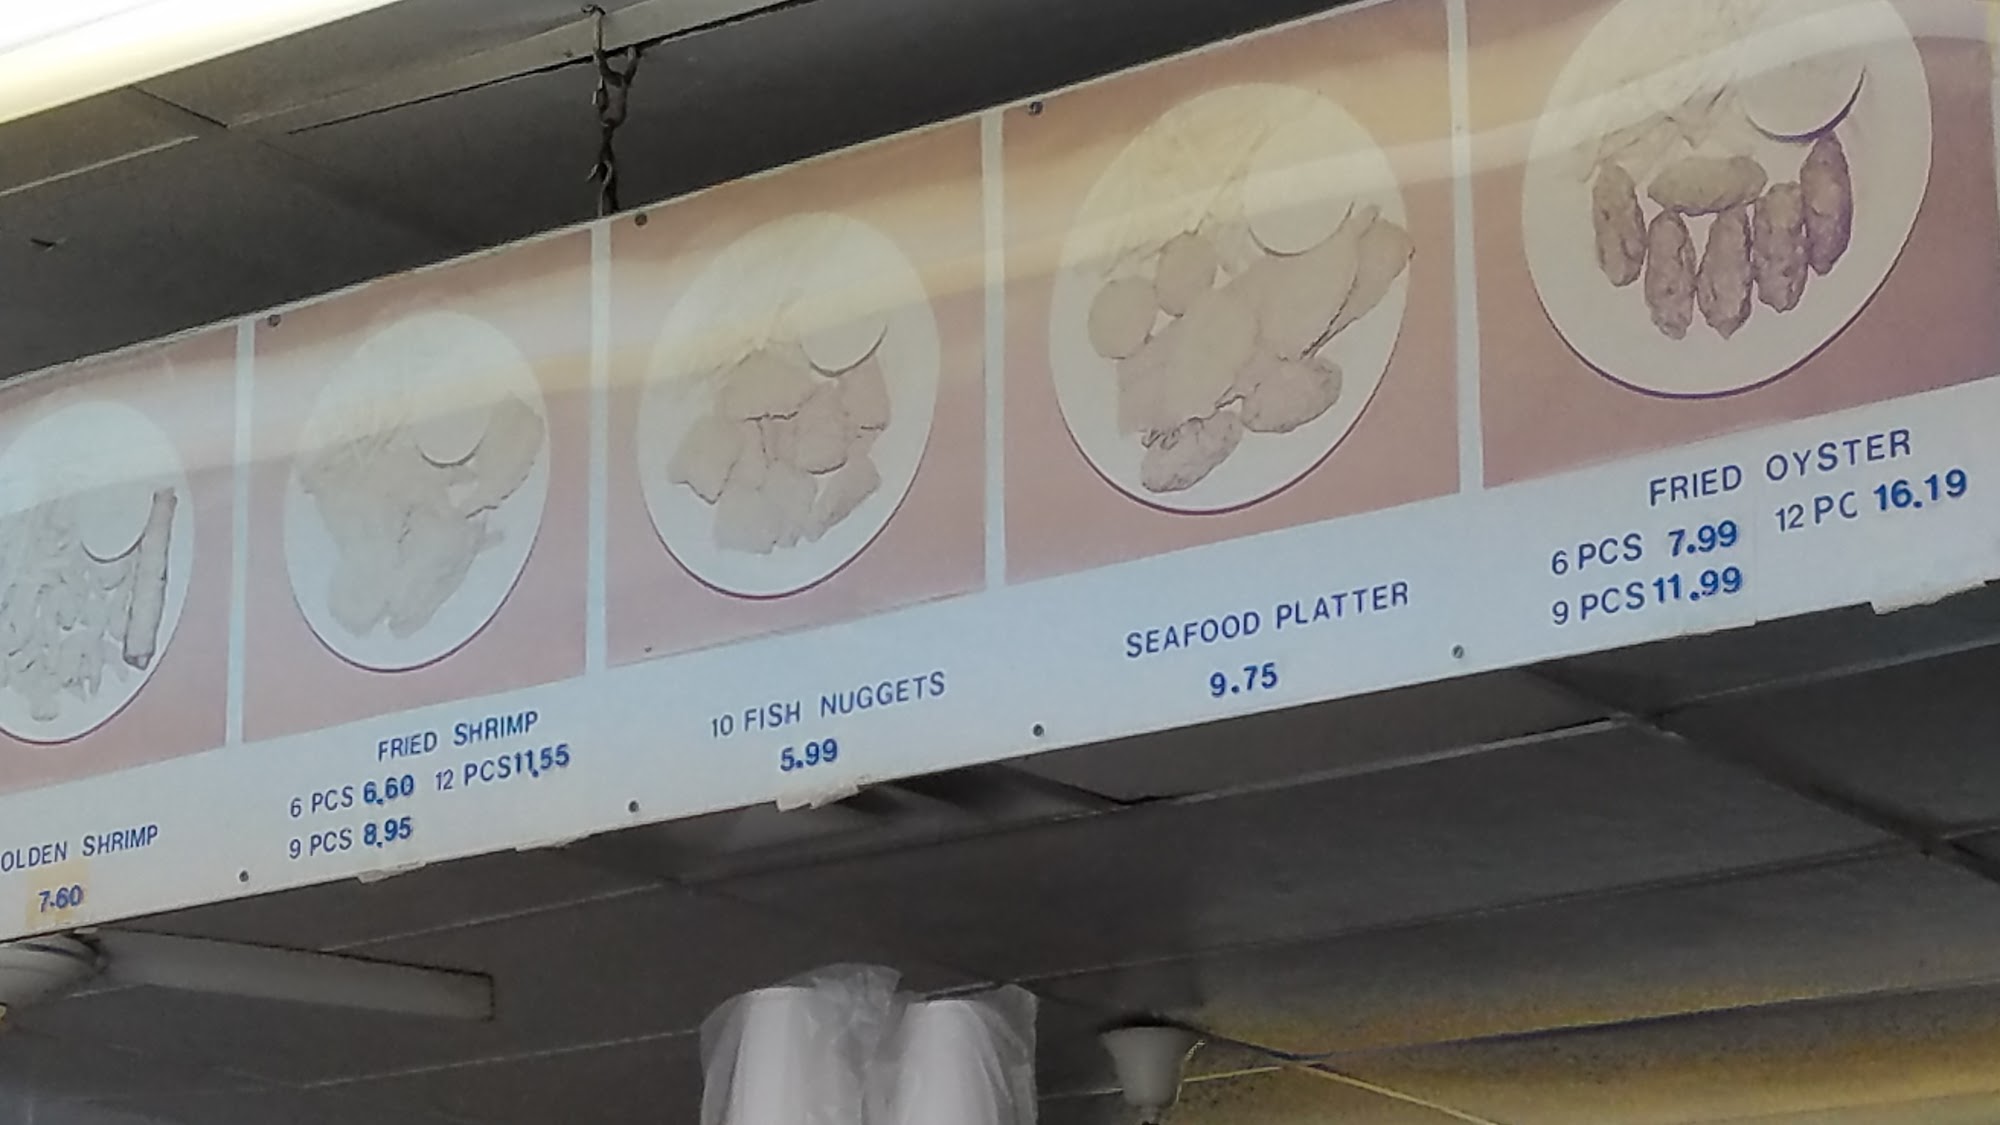 OLDEN SHRIMP
7.60
FRIED SHRIMP
6 PCS 6.60 12 PCS 11.55
9 PCS 8.95
10 FISH NUGGETS
5.99
SEAFOOD PLATTER
9.75
FRIED OYSTER
6 PCS 7.99 12 PC 16.19
9 PCS 11.99